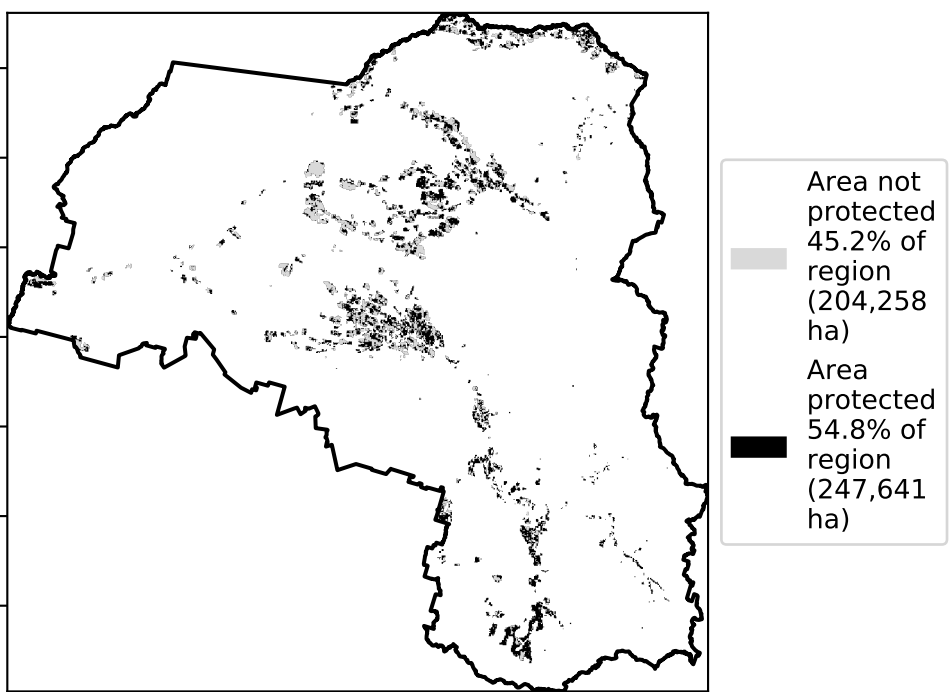 Area not
protected
45.2% of
region
(204,258
ha)
Area
protected
54.8% of
region
(247,641
ha)